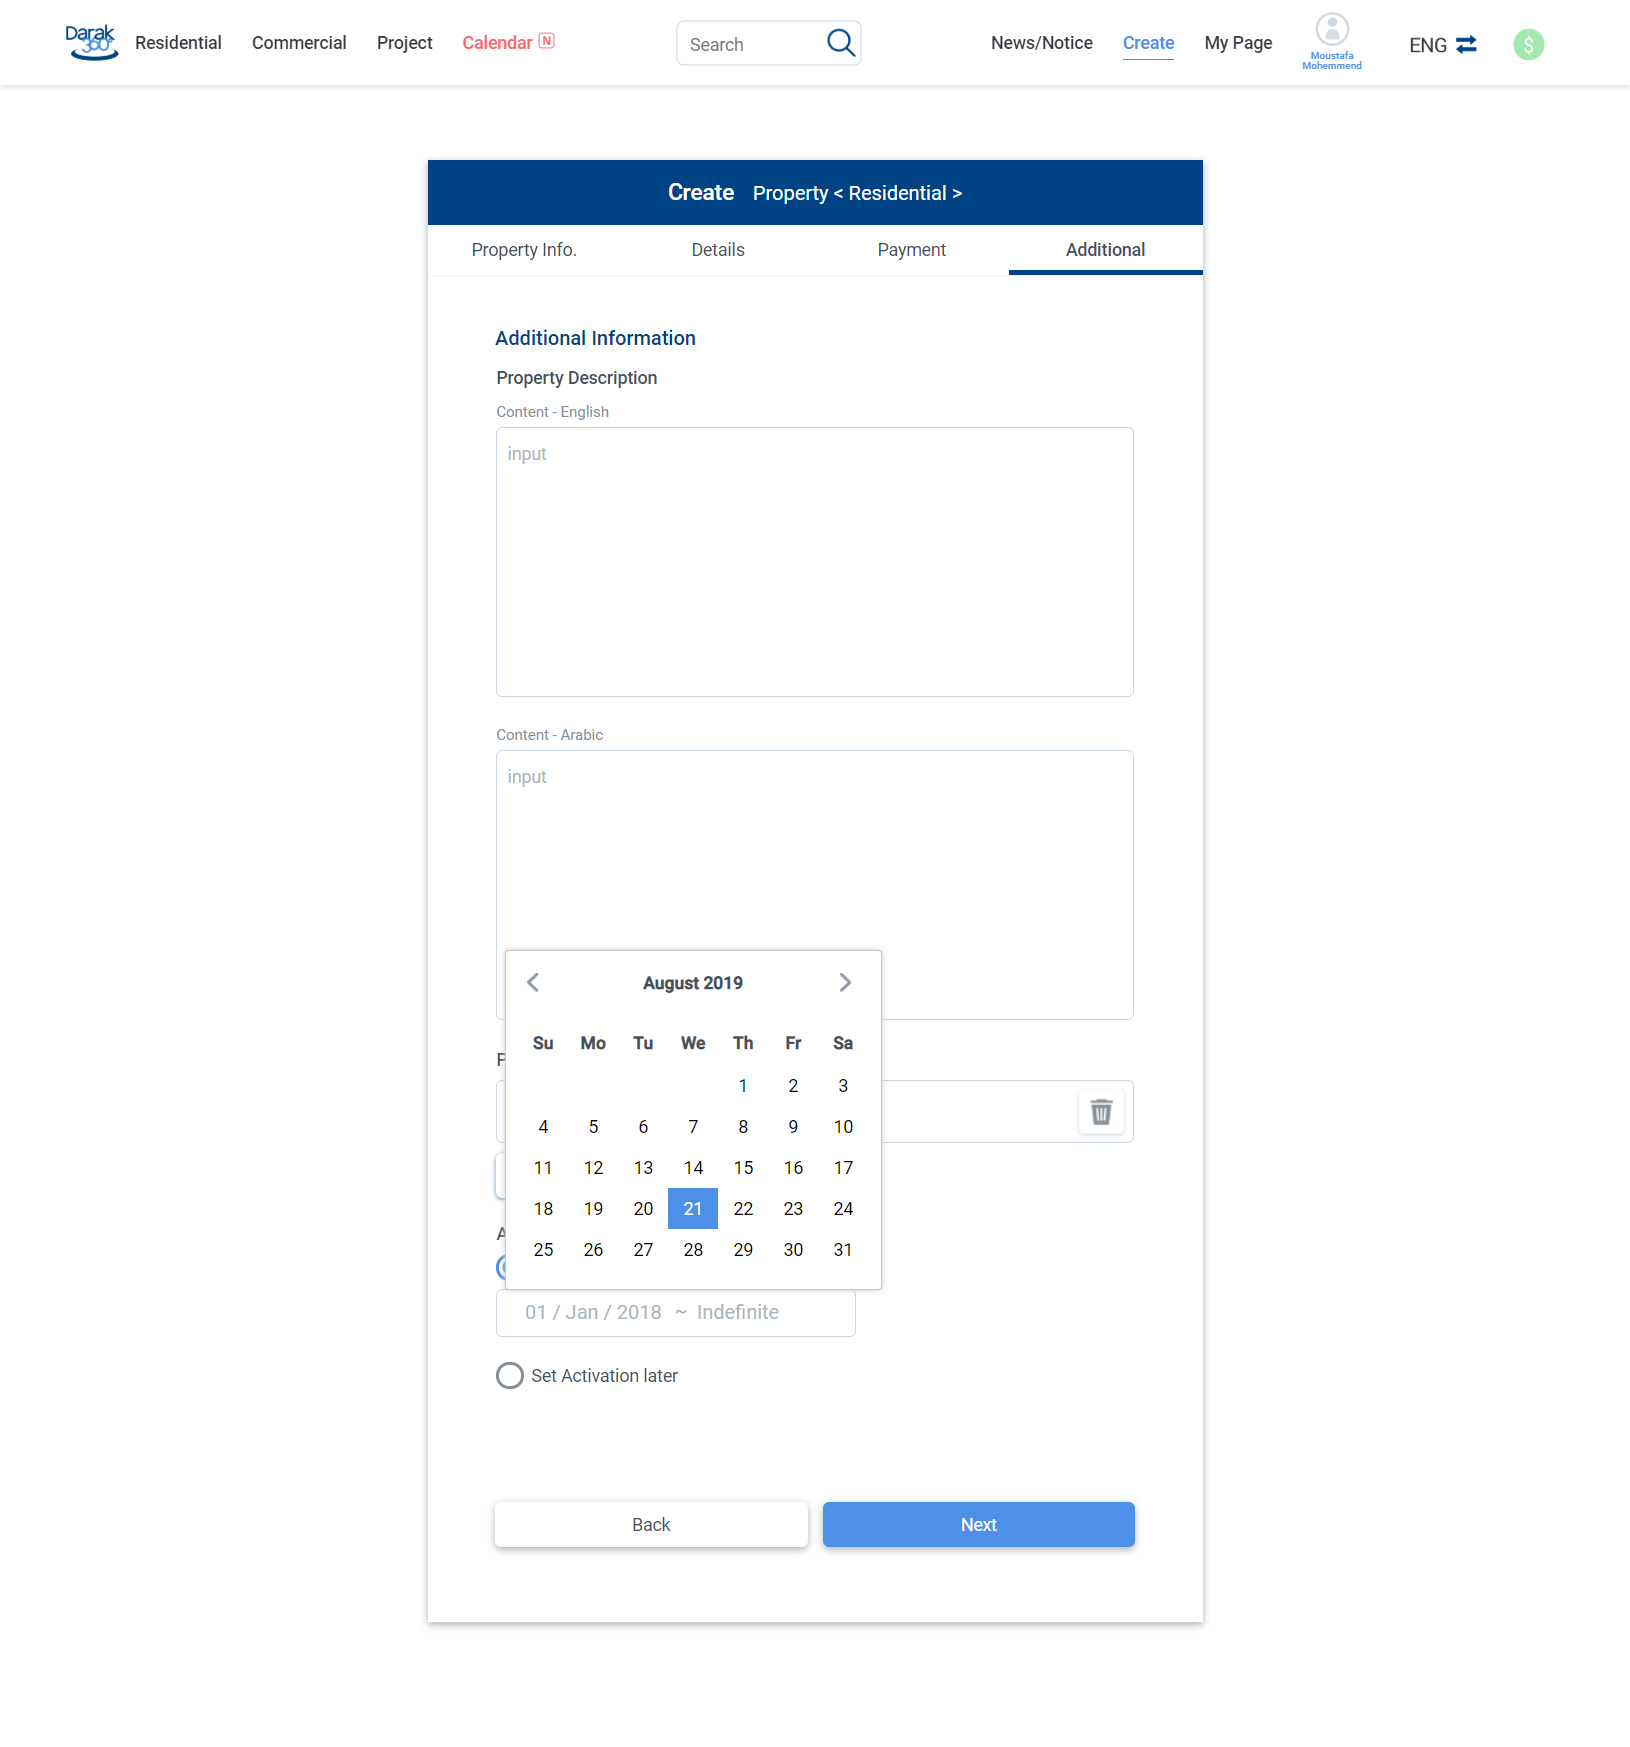 Darak 360° Residential Commercial Project Calendar N Search News/Notice Create My Page Moustafa Mohemmend ENG $
Create Property < Residential >
Property Info. Details Payment Additional
Additional Information
Property Description
Content - English
input
Content - Arabic
input
August 2019
Su Mo Tu We Th Fr Sa
1 2 3
4 5 6 7 8 9 10
11 12 13 14 15 16 17
18 19 20 21 22 23 24
25 26 27 28 29 30 31
01 / Jan / 2018 ~ Indefinite
Set Activation later
Back Next